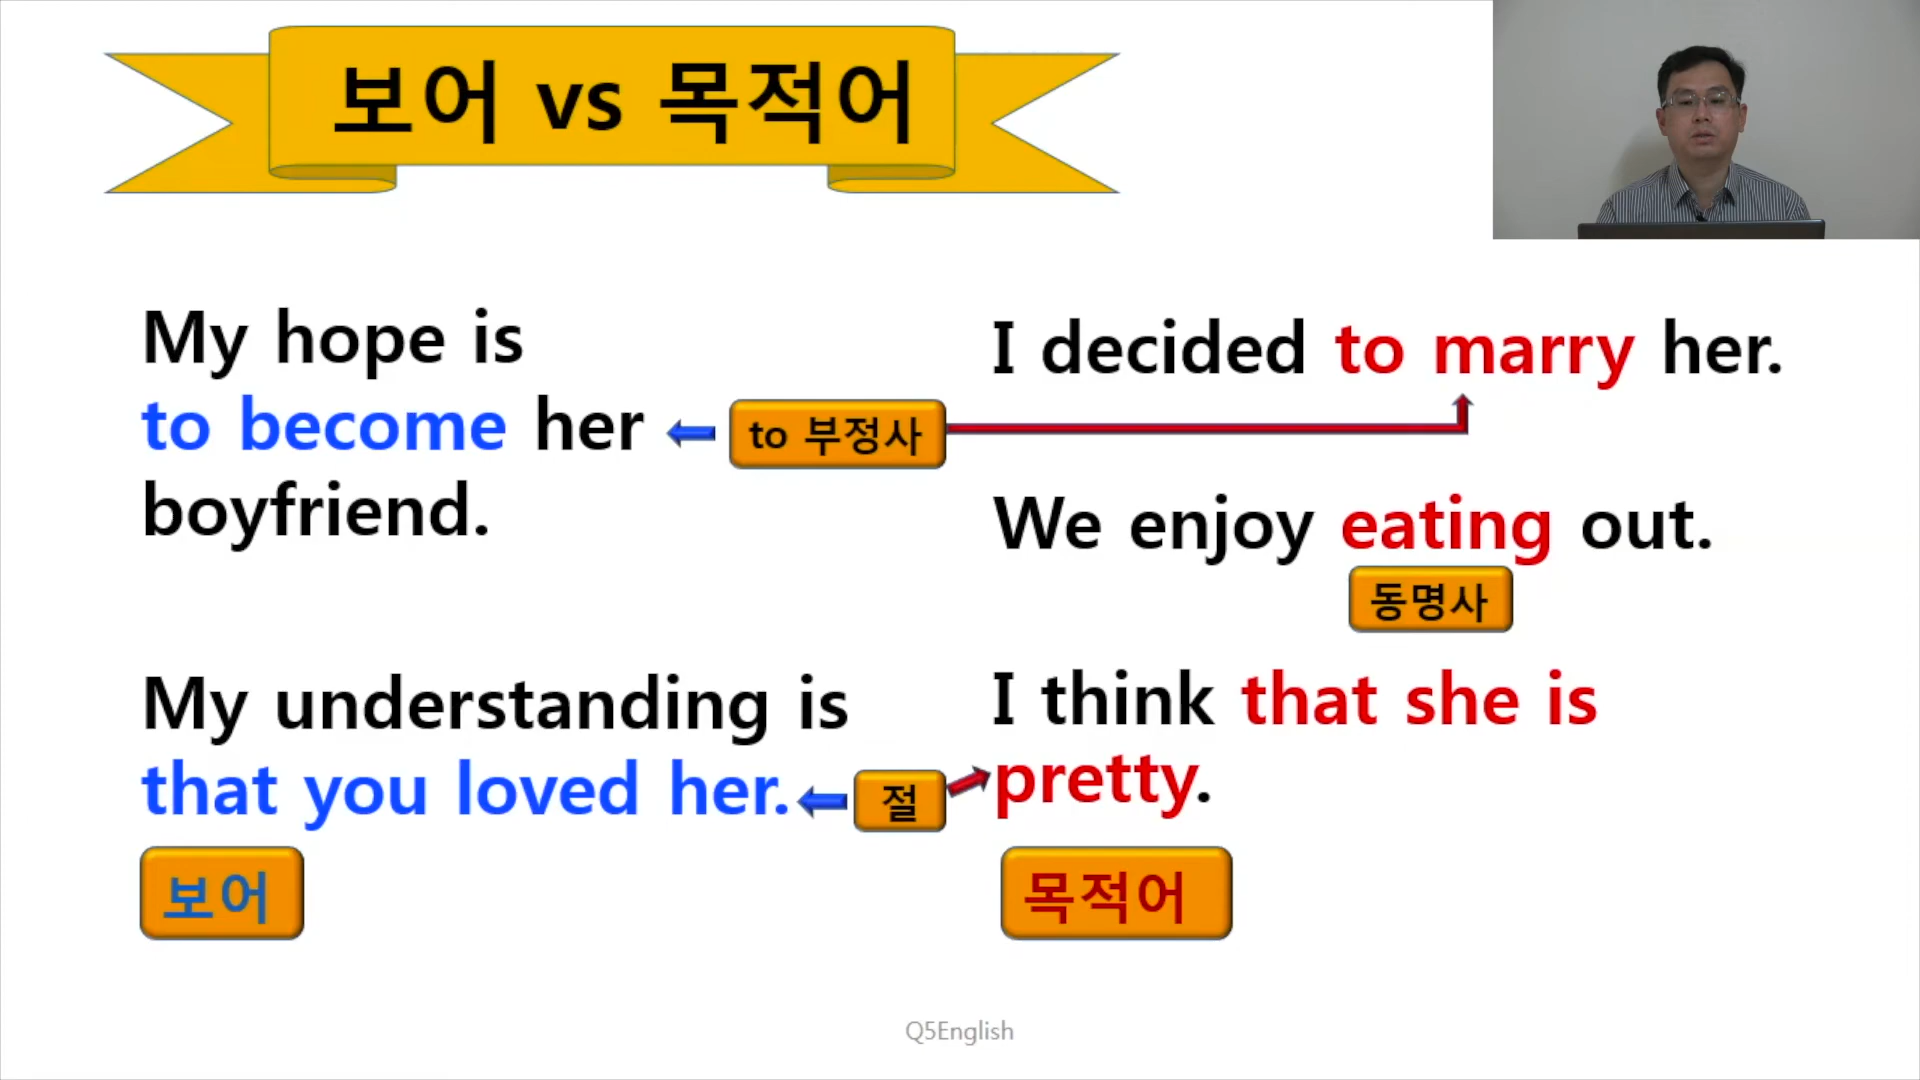 보어 vs 목적어
My hope is
to become her
boyfriend.
to 부정사
I decided to marry her.
We enjoy eating out.
동명사
My understanding is
that you loved her.
절
I think that she is
pretty.
보어
목적어
Q5English